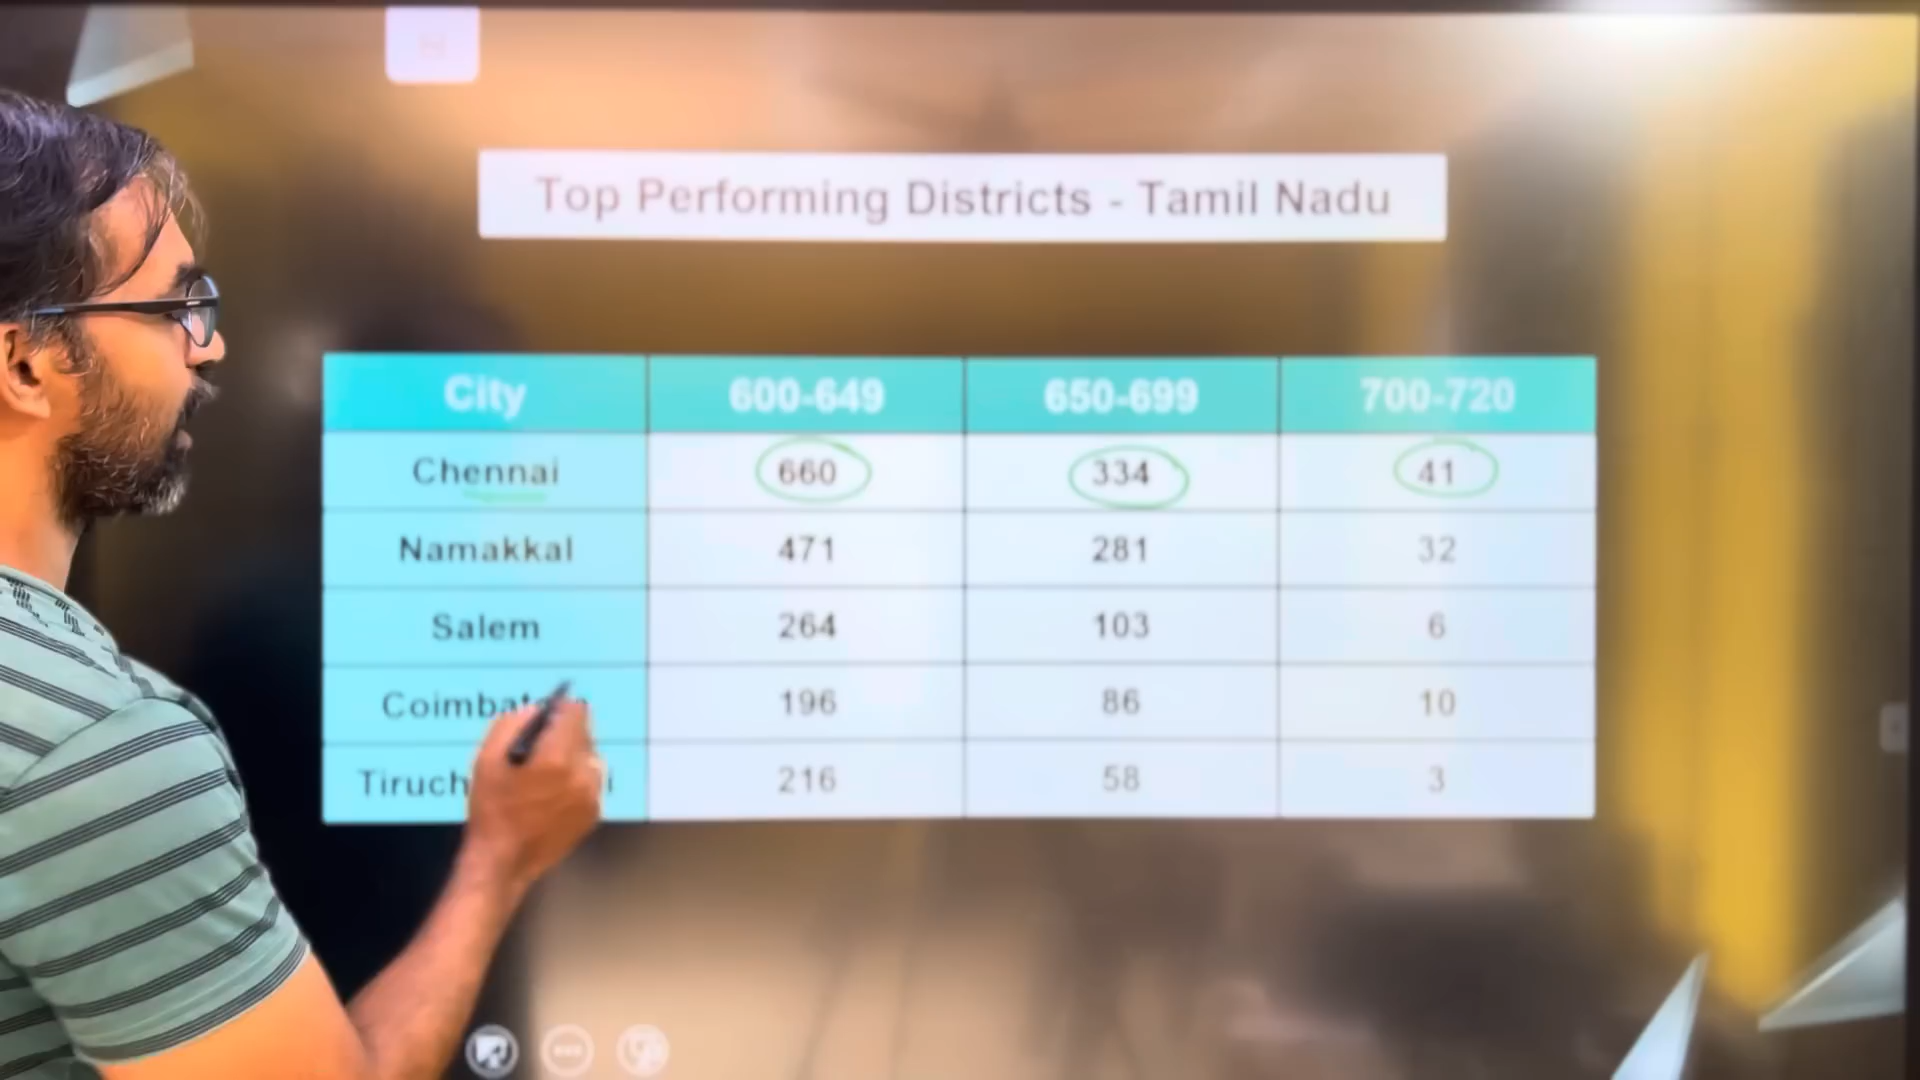 Top Performing Districts - Tamil Nadu
City 600-649 650-699 700-720
Chennai 660 334 41
Namakkal 471 281 32
Salem 264 103 6
196 86 10
216 58 3